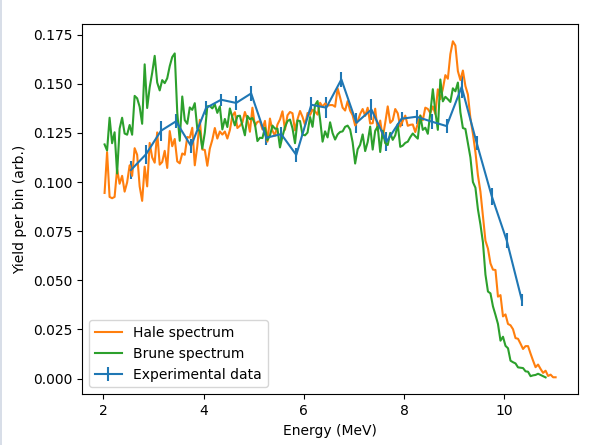 0.175
0.150
0.125
0.100
0.075
0.050
0.025
0.000
Yield per bin (arb.)
Hale spectrum
Brune spectrum
Experimental data
2 4 6 8 10
Energy (MeV)